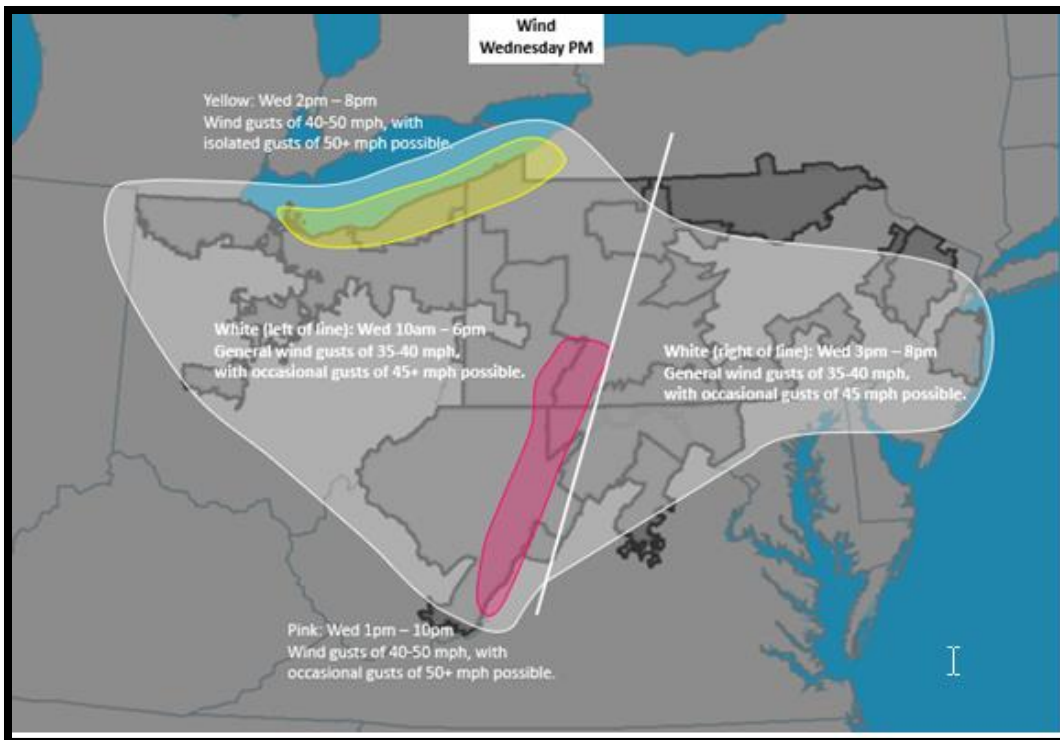 Wind
Wednesday PM
Yellow: Wed 2pm – 8pm
Wind gusts of 40-50 mph, with
isolated gusts of 50+ mph possible.
White (left of line): Wed 10am – 6pm
General wind gusts of 35-40 mph,
with occasional gusts of 45+ mph possible.
White (right of line): Wed 3pm – 8pm
General wind gusts of 35-40 mph,
with occasional gusts of 45 mph possible.
Pink: Wed 1pm – 10pm
Wind gusts of 40-50 mph, with
occasional gusts of 50+ mph possible.